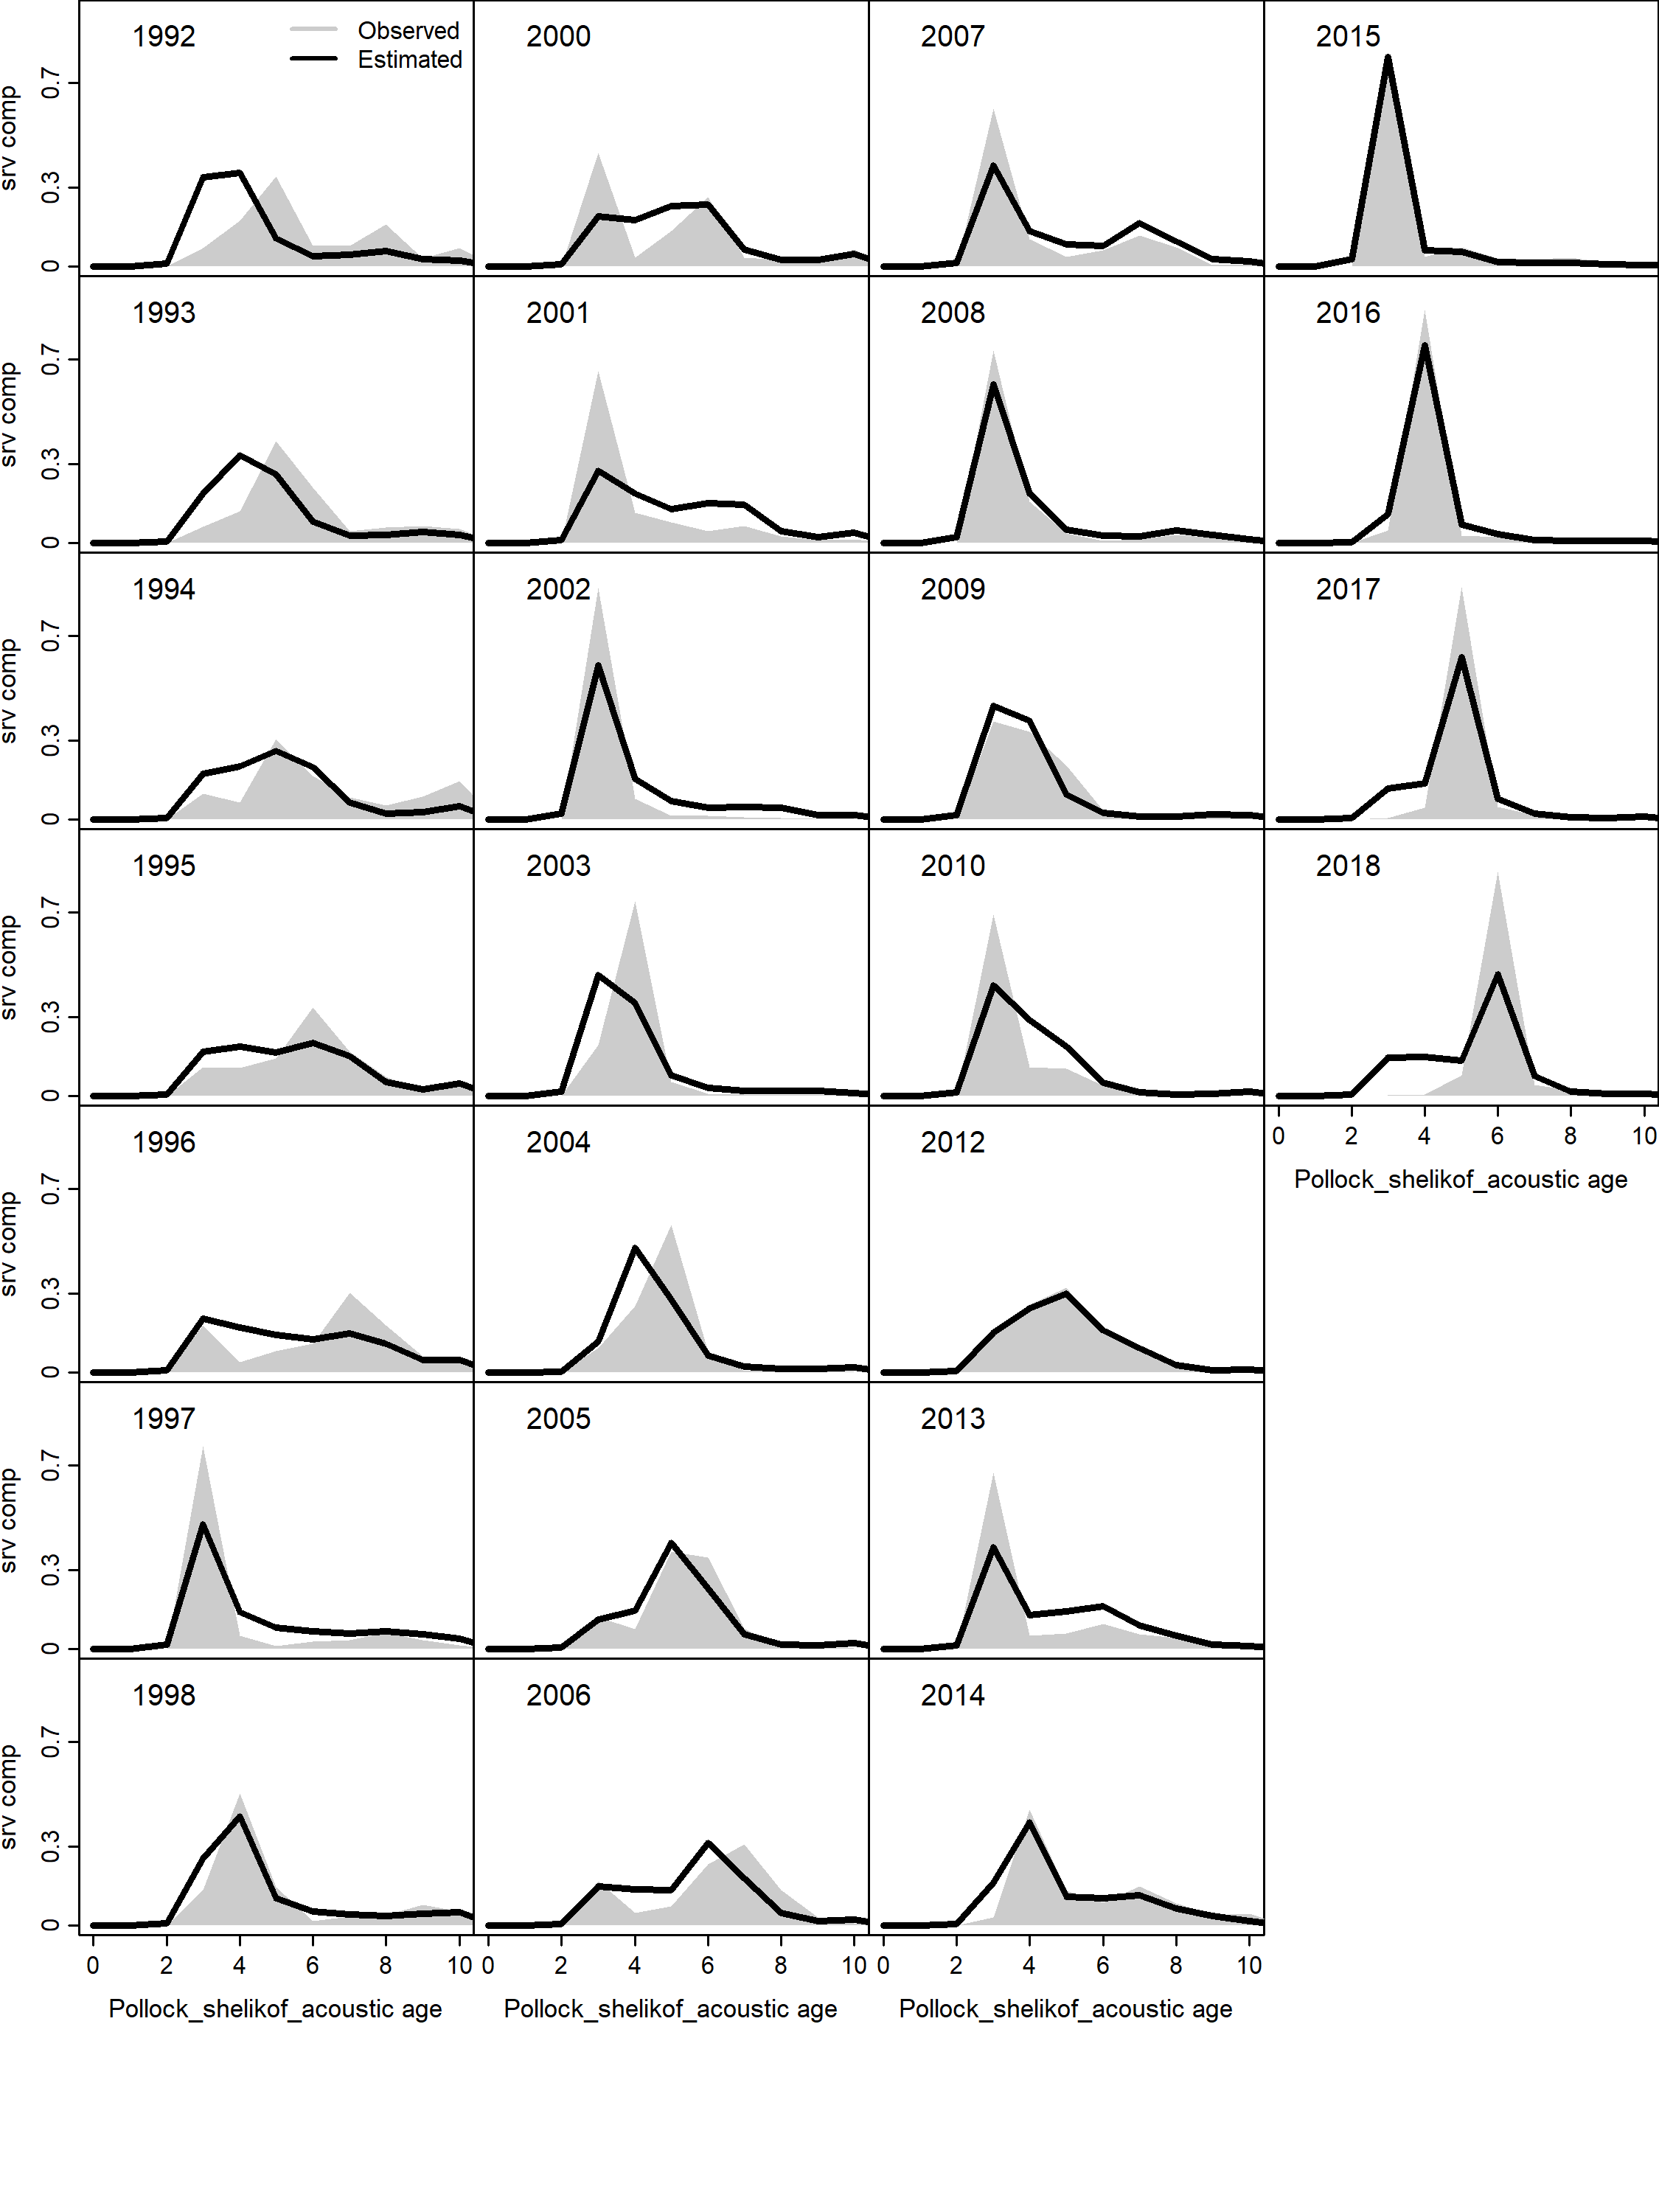 1992
Observed
Estimated
2000
2007
2015
srv comp
0 0.3 0.7
1993
2001
2008
2016
srv comp
0 0.3 0.7
1994
2002
2009
2017
srv comp
0 0.3 0.7
1995
2003
2010
2018
srv comp
0 0.3 0.7
0 2 4 6 8 10
Pollock_shelikof_acoustic age
1996
2004
2012
srv comp
0 0.3 0.7
1997
2005
2013
srv comp
0 0.3 0.7
1998
2006
2014
srv comp
0 0.3 0.7
0 2 4 6 8 10
0 2 4 6 8 10
0 2 4 6 8 10
Pollock_shelikof_acoustic age
Pollock_shelikof_acoustic age
Pollock_shelikof_acoustic age